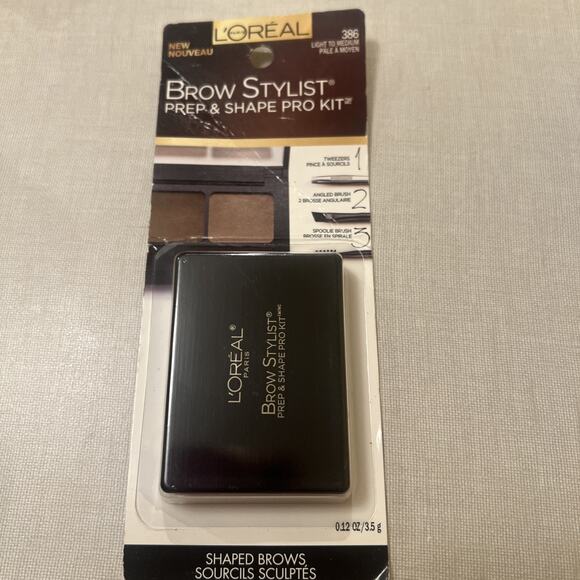 L'ORÉAL
PARIS
NEW
NOUVEAU
386
LIGHT TO MEDIUM
PÂLE À MOYEN
BROW STYLIST®
PREP & SHAPE PRO KIT
TWEEZERS
PINCE À SOURCILS
1
ANGLED BRUSH
BROSSE ANGULAIRE
2
SPOOLIE BRUSH
BROSSE EN SPIRALE
3
L'ORÉAL®
PARIS
BROW STYLIST®
PREP & SHAPE PRO KIT
0.12 OZ/3.5 g
SHAPED BROWS
SOURCILS SCULPTÉS